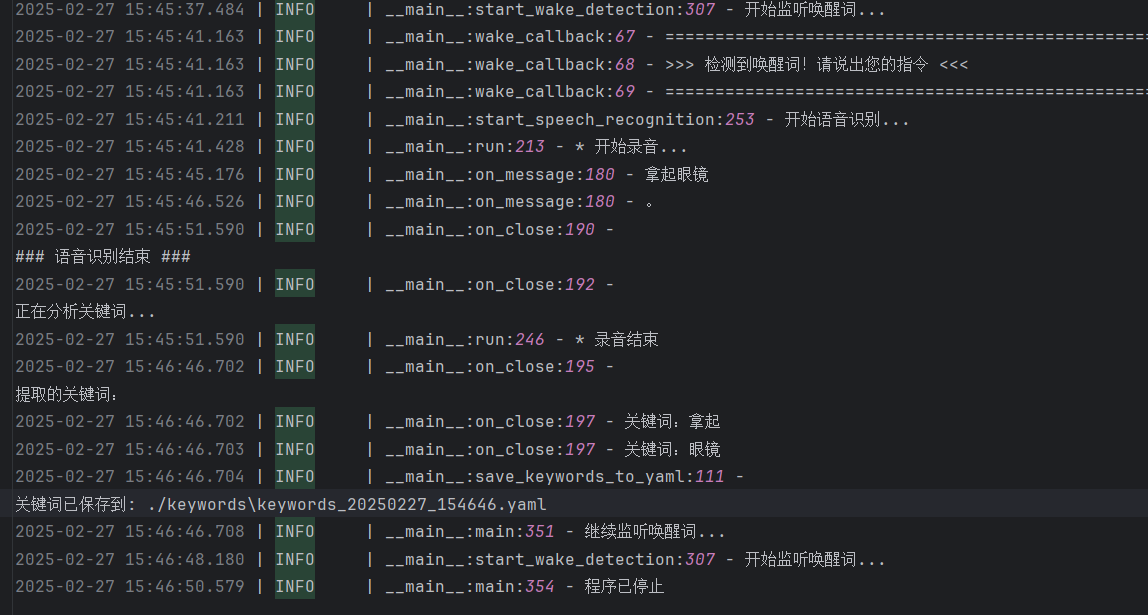 2025-02-27 15:45:37.484 | INFO     | __main__:start_wake_detection:307 - 开始监听唤醒词...
2025-02-27 15:45:41.163 | INFO     | __main__:wake_callback:67 - ================================================
2025-02-27 15:45:41.163 | INFO     | __main__:wake_callback:68 - >>> 检测到唤醒词！请说出您的指令 <<<
2025-02-27 15:45:41.163 | INFO     | __main__:wake_callback:69 - ================================================
2025-02-27 15:45:41.211 | INFO     | __main__:start_speech_recognition:253 - 开始语音识别...
2025-02-27 15:45:41.428 | INFO     | __main__:run:213 - * 开始录音...
2025-02-27 15:45:45.176 | INFO     | __main__:on_message:180 - 拿起眼镜
2025-02-27 15:45:46.526 | INFO     | __main__:on_message:180 - 。
2025-02-27 15:45:51.590 | INFO     | __main__:on_close:190 -
### 语音识别结束 ###
2025-02-27 15:45:51.590 | INFO     | __main__:on_close:192 -
正在分析关键词...
2025-02-27 15:45:51.590 | INFO     | __main__:run:246 - * 录音结束
2025-02-27 15:46:46.702 | INFO     | __main__:on_close:195 -
提取的关键词：
2025-02-27 15:46:46.702 | INFO     | __main__:on_close:197 - 关键词：拿起
2025-02-27 15:46:46.703 | INFO     | __main__:on_close:197 - 关键词：眼镜
2025-02-27 15:46:46.704 | INFO     | __main__:save_keywords_to_yaml:111 -
关键词已保存到: ./keywords\keywords_20250227_154646.yaml
2025-02-27 15:46:46.708 | INFO     | __main__:main:351 - 继续监听唤醒词...
2025-02-27 15:46:48.180 | INFO     | __main__:start_wake_detection:307 - 开始监听唤醒词...
2025-02-27 15:46:50.579 | INFO     | __main__:main:354 - 程序已停止